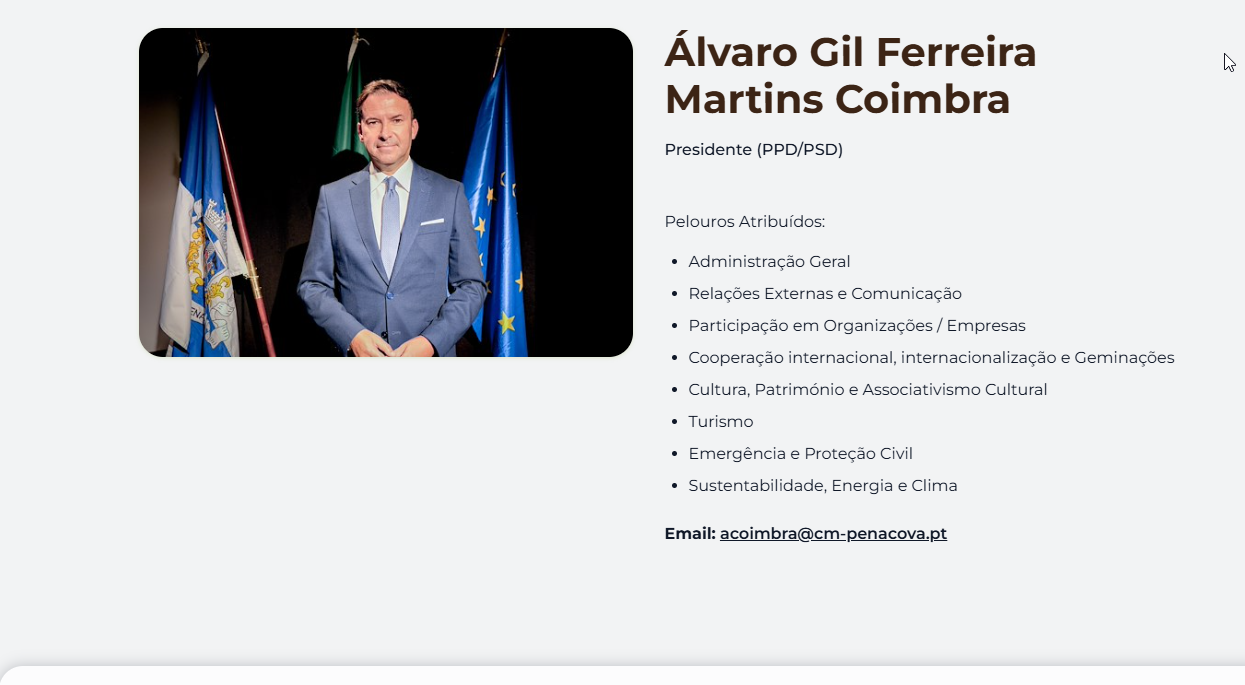 Álvaro Gil Ferreira
Martins Coimbra
Presidente (PPD/PSD)
Pelouros Atribuídos:
• Administração Geral
• Relações Externas e Comunicação
• Participação em Organizações / Empresas
• Cooperação internacional, internacionalização e Geminações
• Cultura, Património e Associativismo Cultural
• Turismo
• Emergência e Proteção Civil
• Sustentabilidade, Energia e Clima
Email: acoimbra@cm-penacova.pt